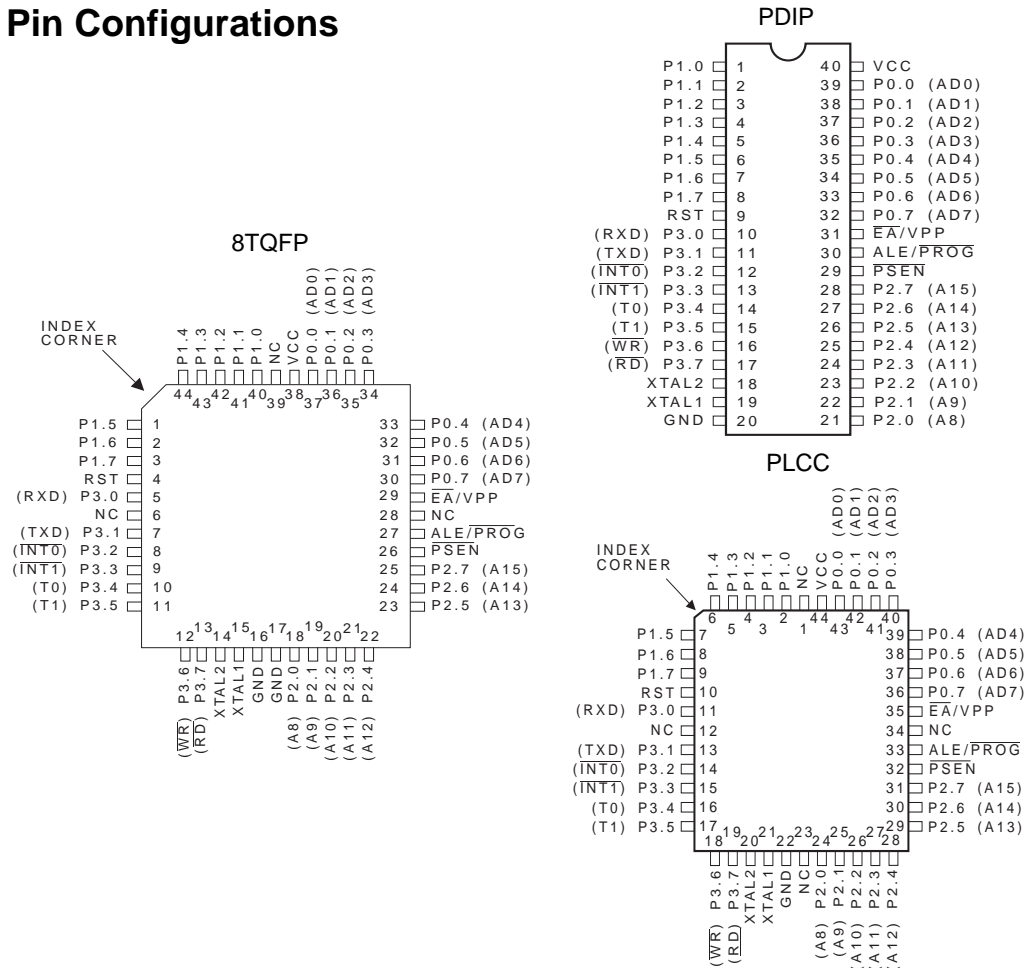 Pin Configurations
PDIP
P1.0 1 40 VCC
P1.1 2 39 P0.0 (AD0)
P1.2 3 38 P0.1 (AD1)
P1.3 4 37 P0.2 (AD2)
P1.4 5 36 P0.3 (AD3)
P1.5 6 35 P0.4 (AD4)
P1.6 7 34 P0.5 (AD5)
P1.7 8 33 P0.6 (AD6)
RST 9 32 P0.7 (AD7)
(RXD) P3.0 10 31 E̅A̅/VPP
(TXD) P3.1 11 30 ALE/P̅R̅O̅G̅
(I̅N̅T̅0̅) P3.2 12 29 P̅S̅E̅N̅
(I̅N̅T̅1̅) P3.3 13 28 P2.7 (A15)
(T0) P3.4 14 27 P2.6 (A14)
(T1) P3.5 15 26 P2.5 (A13)
(W̅R̅) P3.6 16 25 P2.4 (A12)
(R̅D̅) P3.7 17 24 P2.3 (A11)
XTAL2 18 23 P2.2 (A10)
XTAL1 19 22 P2.1 (A9)
GND 20 21 P2.0 (A8)
8TQFP
INDEX
CORNER
P1.4 44
P1.3 43
P1.2 42
P1.1 41
P1.0 40
NC 39
VCC 38
P0.0 (AD0) 37
P0.1 (AD1) 36
P0.2 (AD2) 35
P0.3 (AD3) 34
P1.5 1 33 P0.4 (AD4)
P1.6 2 32 P0.5 (AD5)
P1.7 3 31 P0.6 (AD6)
RST 4 30 P0.7 (AD7)
(RXD) P3.0 5 29 E̅A̅/VPP
NC 6 28 NC
(TXD) P3.1 7 27 ALE/P̅R̅O̅G̅
(I̅N̅T̅0̅) P3.2 8 26 P̅S̅E̅N̅
(I̅N̅T̅1̅) P3.3 9 25 P2.7 (A15)
(T0) P3.4 10 24 P2.6 (A14)
(T1) P3.5 11 23 P2.5 (A13)
12 (W̅R̅) P3.6
13 (R̅D̅) P3.7
14 XTAL2
15 XTAL1
16 GND
17 GND
18 (A8) P2.0
19 (A9) P2.1
20 (A10) P2.2
21 (A11) P2.3
22 (A12) P2.4
PLCC
INDEX
CORNER
P1.4 6
P1.3 5
P1.2 4
P1.1 3
P1.0 2
NC 1
VCC 44
P0.0 (AD0) 43
P0.1 (AD1) 42
P0.2 (AD2) 41
P0.3 (AD3) 40
P1.5 7 39 P0.4 (AD4)
P1.6 8 38 P0.5 (AD5)
P1.7 9 37 P0.6 (AD6)
RST 10 36 P0.7 (AD7)
(RXD) P3.0 11 35 E̅A̅/VPP
NC 12 34 NC
(TXD) P3.1 13 33 ALE/P̅R̅O̅G̅
(I̅N̅T̅0̅) P3.2 14 32 P̅S̅E̅N̅
(I̅N̅T̅1̅) P3.3 15 31 P2.7 (A15)
(T0) P3.4 16 30 P2.6 (A14)
(T1) P3.5 17 29 P2.5 (A13)
18 (W̅R̅) P3.6
19 (R̅D̅) P3.7
20 XTAL2
21 XTAL1
22 GND
23 NC
24 (A8) P2.0
25 (A9) P2.1
26 A10) P2.2
27 A11) P2.3
28 A12) P2.4